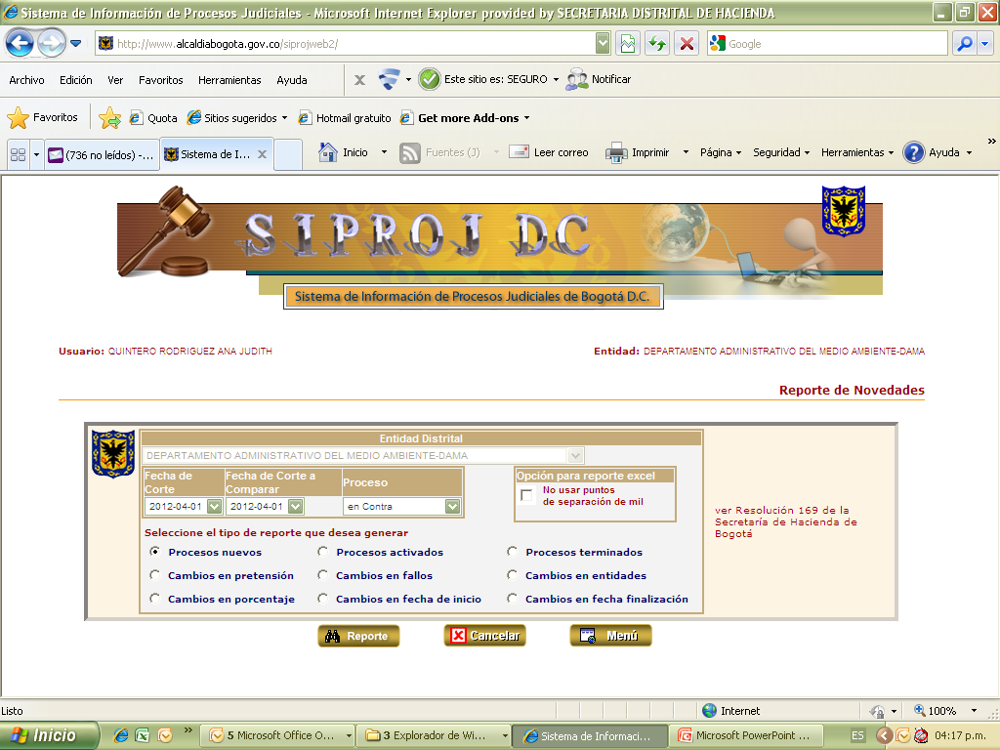 Sistema de Información de Procesos Judiciales - Microsoft Internet Explorer provided by SECRETARIA DISTRITAL DE HACIENDA
http://www.alcaldiabogota.gov.co/siprojweb2/
Google
Archivo Edición Ver Favoritos Herramientas Ayuda
Este sitio es: SEGURO
Notificar
Favoritos
Quota
Sitios sugeridos
Hotmail gratuito
Get more Add-ons
(736 no leídos) -...
Sistema de I...
Inicio
Fuentes (J)
Leer correo
Imprimir
Página
Seguridad
Herramientas
Ayuda
»
SIPROJ DC
Sistema de Información de Procesos Judiciales de Bogotá D.C.
Usuario: QUINTERO RODRIGUEZ ANA JUDITH
Entidad: DEPARTAMENTO ADMINISTRATIVO DEL MEDIO AMBIENTE-DAMA
Reporte de Novedades
Entidad Distrital
DEPARTAMENTO ADMINISTRATIVO DEL MEDIO AMBIENTE-DAMA
Fecha de
Corte
Fecha de Corte a
Comparar
Proceso
2012-04-01
2012-04-01
en Contra
Opción para reporte excel
No usar puntos
de separación de mil
ver Resolución 169 de la
Secretaría de Hacienda de
Bogotá
Seleccione el tipo de reporte que desea generar
Procesos nuevos
Procesos activados
Procesos terminados
Cambios en pretensión
Cambios en fallos
Cambios en entidades
Cambios en porcentaje
Cambios en fecha de inicio
Cambios en fecha finalización
Reporte
Cancelar
Menú
Listo
Internet
100%
Inicio
»
5 Microsoft Office O...
3 Explorador de Wi...
Sistema de Informaci...
Microsoft PowerPoint ...
ES
04:17 p.m.